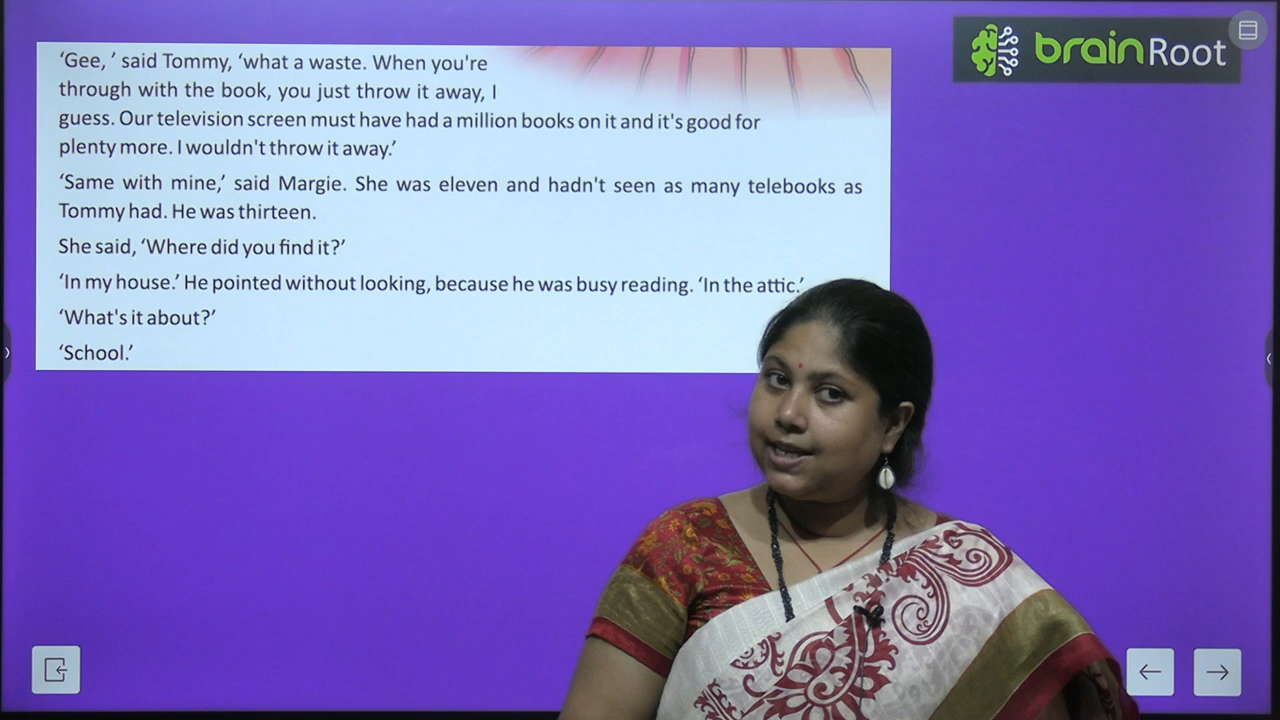 brainRoot
‘Gee, ’ said Tommy, ‘what a waste. When you're
through with the book, you just throw it away, I
guess. Our television screen must have had a million books on it and it's good for
plenty more. I wouldn't throw it away.’
‘Same with mine,’ said Margie. She was eleven and hadn't seen as many telebooks as
Tommy had. He was thirteen.
She said, ‘Where did you find it?’
‘In my house.’ He pointed without looking, because he was busy reading. ‘In the attic.’
‘What's it about?’
‘School.’